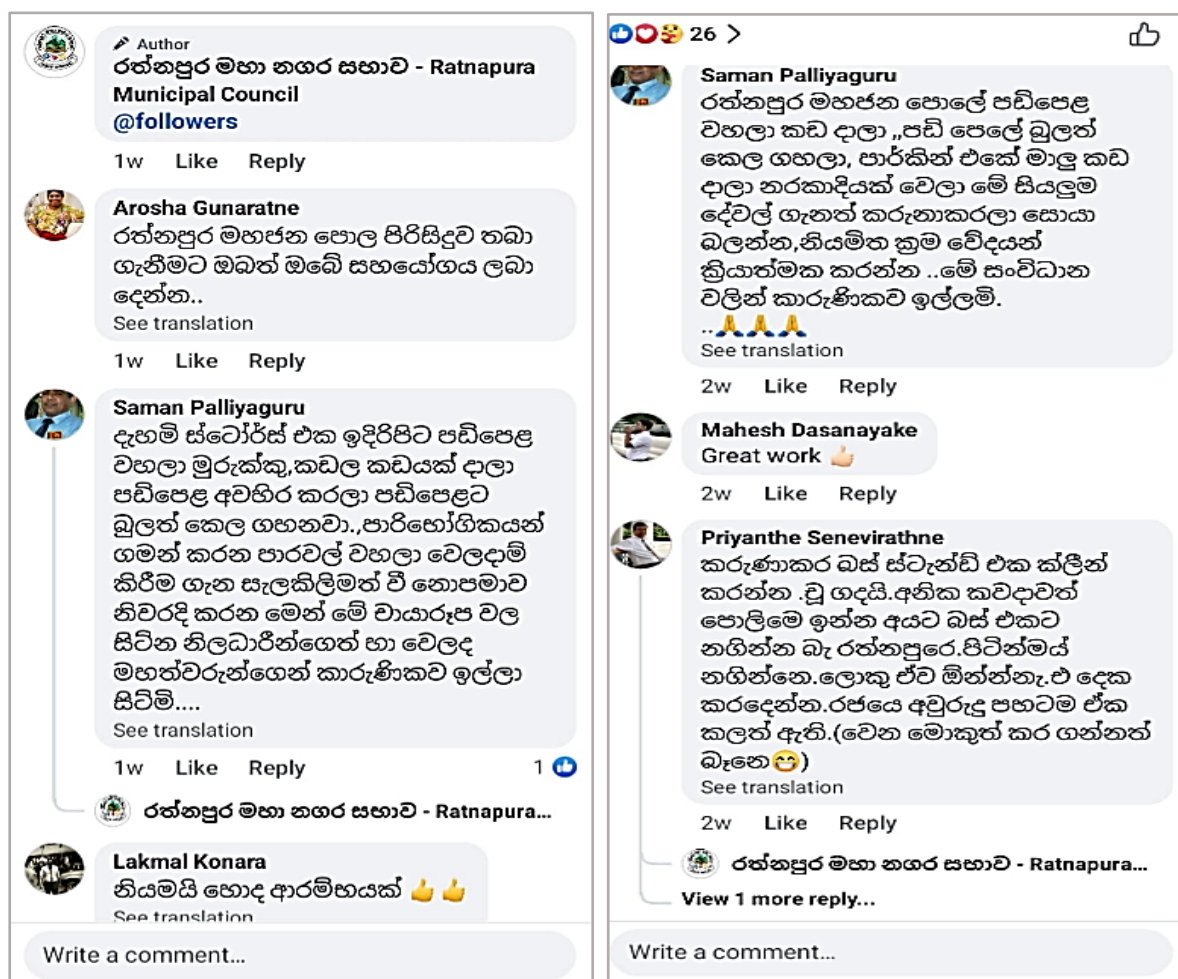 Author
රත්නපුර මහා නගර සභාව - Ratnapura
Municipal Council
@followers
1w Like Reply
Arosha Gunaratne
රත්නපුර මහජන පොල පිරිසිදුව තබා
ගැනීමට ඔබත් ඔබේ සහයෝගය ලබා
දෙන්න..
See translation
1w Like Reply
Saman Palliyaguru
දැහමි ස්ටෝර්ස් එක ඉදිරිපිට පඩිපෙළ
වහලා මුරුක්කු,කඩල කඩයක් දාලා
පඩිපෙළ අවහිර කරලා පඩිපෙළට
බුලත් කෙල ගහනවා.,පාරිභෝගිකයන්
ගමන් කරන පාරවල් වහලා වෙලදාම්
කිරීම ගැන සැලකිලිමත් වී නොපමාව
නිවරදි කරන මෙන් මේ චායාරූප වල
සිටින නිලධාරීන්ගෙත් හා වෙලද
මහත්වරුන්ගෙන් කාරුණිකව ඉල්ලා
සිටිමි....
See translation
1w Like Reply 1
රත්නපුර මහා නගර සභාව - Ratnapura...
Lakmal Konara
නියමයි හොද ආරම්භයක්
See translation
Write a comment...
26
Saman Palliyaguru
රත්නපුර මහජන පොලේ පඩිපෙළ
වහලා කඩ දාලා ,,පඩි පෙලේ බුලත්
කෙල ගහලා, පාර්කින් එකේ මාලු කඩ
දාලා නරකාදියක් වෙලා මේ සියලුම
දේවල් ගැනත් කරුනාකරලා සොයා
බලන්න,නියමිත ක්‍රම වේදයන්
ක්‍රියාත්මක කරන්න ..මේ සංවිධාන
වලින් කාරුණිකව ඉල්ලමි.
..
See translation
2w Like Reply
Mahesh Dasanayake
Great work
2w Like Reply
Priyanthe Senevirathne
කරුණාකර බස් ස්ටෑන්ඩ් එක ක්ලීන්
කරන්න .චූ ගදයි.අනික කවදාවත්
පොලිමෙ ඉන්න අයට බස් එකට
නගින්න බැ රත්නපුරෙ.පිටින්මය්
නගින්නෙ.ලොකු ඒව ඕන්න්නැ.එ දෙක
කරදෙන්න.රජයෙ අවුරුදු පහටම ඒක
කලත් ඇති.(වෙන මොකුත් කර ගන්නත්
බෑනෙ)
See translation
2w Like Reply
රත්නපුර මහා නගර සභාව - Ratnapura...
View 1 more reply...
Write a comment...